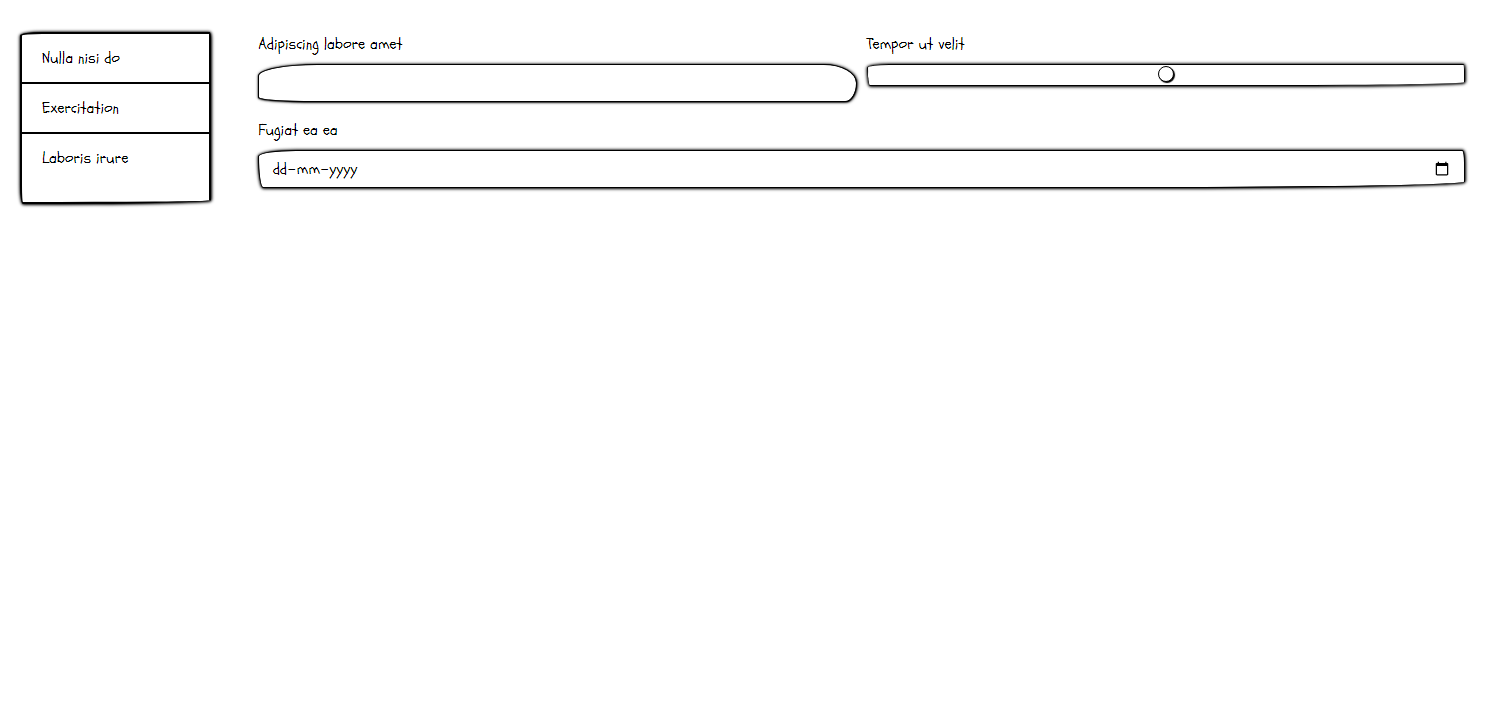 Nulla nisi do
Exercitation
Laboris irure
Adipiscing labore amet
Tempor ut velit
Fugiat ea ea
dd-mm-yyyy